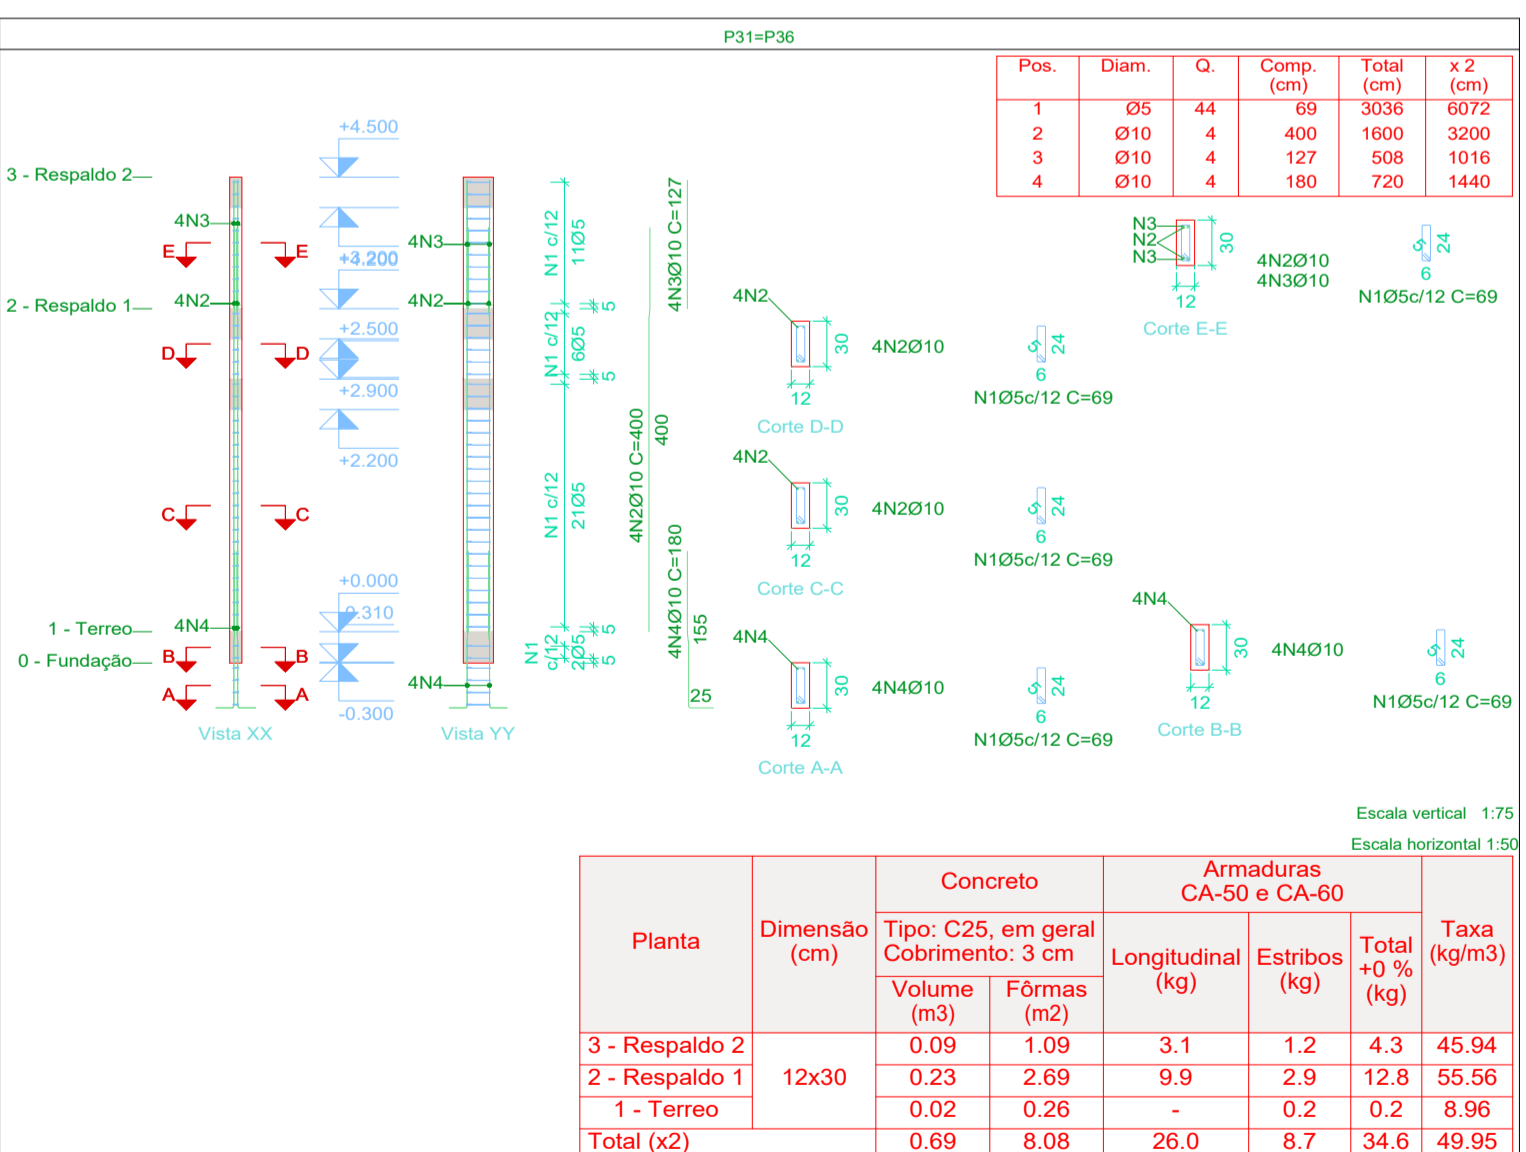 P31=P36
Pos. Diam. Q. Comp. (cm) Total (cm) x 2 (cm)
1 Ø5 44 69 3036 6072
2 Ø10 4 400 1600 3200
3 Ø10 4 127 508 1016
4 Ø10 4 180 720 1440
3 - Respaldo 2
2 - Respaldo 1
1 - Terreo
0 - Fundação
4N3
E E
4N2
D D
C C
4N4
B B
A A
Vista XX
+4.500
+3.200
+2.500
+2.900
+2.200
+0.000
0.310
-0.300
4N3
4N2
4N4
Vista YY
N1 c/12
11Ø5
5
N1 c/12
6Ø5
5
N1 c/12
21Ø5
5
N1
c/12
2Ø5
5
4N3Ø10 C=127
4N2Ø10 C=400
400
4N4Ø10 C=180
155
25
N3
N2
N3
30
12
4N2Ø10
4N3Ø10
5
24
6
N1Ø5c/12 C=69
Corte E-E
4N2
30
12
4N2Ø10
5
24
6
N1Ø5c/12 C=69
Corte D-D
4N2
30
12
4N2Ø10
5
24
6
N1Ø5c/12 C=69
Corte C-C
4N4
30
12
4N4Ø10
5
24
6
N1Ø5c/12 C=69
Corte B-B
4N4
30
12
4N4Ø10
5
24
6
N1Ø5c/12 C=69
Corte A-A
Escala vertical 1:75
Escala horizontal 1:50
Planta
Dimensão
(cm)
Concreto
Tipo: C25, em geral
Cobrimento: 3 cm
Volume
(m3)
Fôrmas
(m2)
Armaduras
CA-50 e CA-60
Longitudinal
(kg)
Estribos
(kg)
Total
+0 %
(kg)
Taxa
(kg/m3)
3 - Respaldo 2 0.09 1.09 3.1 1.2 4.3 45.94
2 - Respaldo 1 12x30 0.23 2.69 9.9 2.9 12.8 55.56
1 - Terreo 0.02 0.26 - 0.2 0.2 8.96
Total (x2) 0.69 8.08 26.0 8.7 34.6 49.95